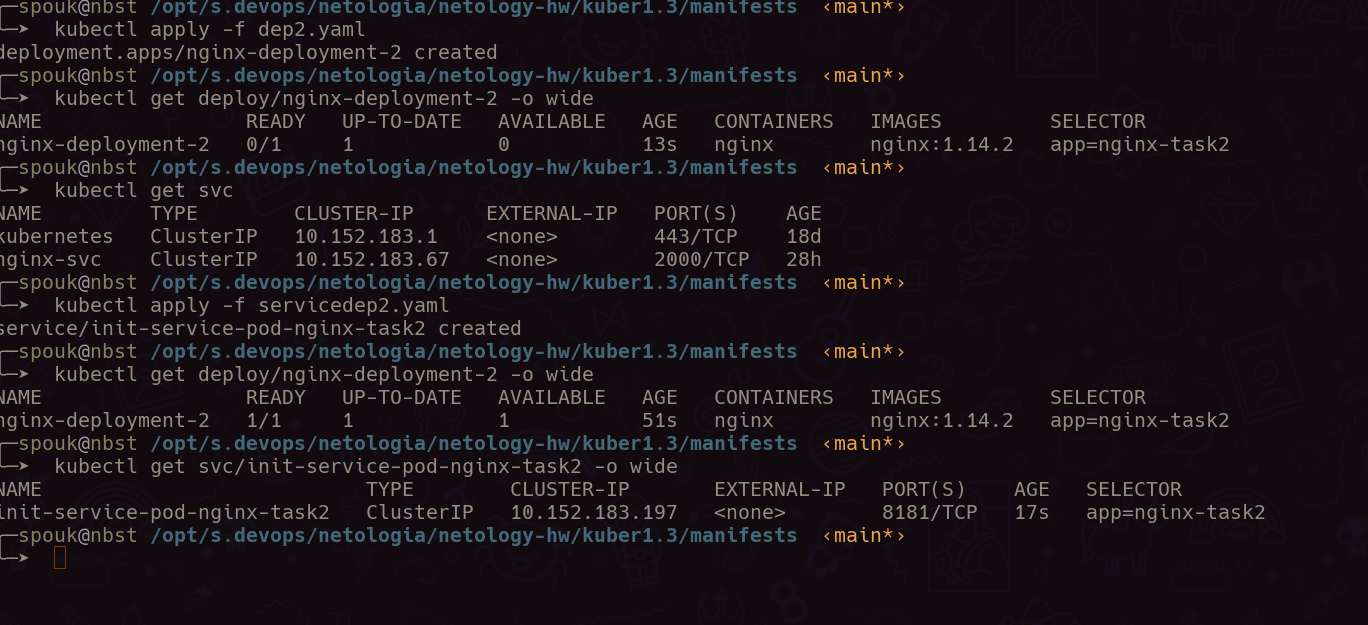 spouk@nbst /opt/s.devops/netologia/netology-hw/kuber1.3/manifests ‹main*›
kubectl apply -f dep2.yaml
deployment.apps/nginx-deployment-2 created
spouk@nbst /opt/s.devops/netologia/netology-hw/kuber1.3/manifests ‹main*›
kubectl get deploy/nginx-deployment-2 -o wide
NAME READY UP-TO-DATE AVAILABLE AGE CONTAINERS IMAGES SELECTOR
nginx-deployment-2 0/1 1 0 13s nginx nginx:1.14.2 app=nginx-task2
spouk@nbst /opt/s.devops/netologia/netology-hw/kuber1.3/manifests ‹main*›
kubectl get svc
NAME TYPE CLUSTER-IP EXTERNAL-IP PORT(S) AGE
kubernetes ClusterIP 10.152.183.1 <none> 443/TCP 18d
nginx-svc ClusterIP 10.152.183.67 <none> 2000/TCP 28h
spouk@nbst /opt/s.devops/netologia/netology-hw/kuber1.3/manifests ‹main*›
kubectl apply -f servicedep2.yaml
service/init-service-pod-nginx-task2 created
spouk@nbst /opt/s.devops/netologia/netology-hw/kuber1.3/manifests ‹main*›
kubectl get deploy/nginx-deployment-2 -o wide
NAME READY UP-TO-DATE AVAILABLE AGE CONTAINERS IMAGES SELECTOR
nginx-deployment-2 1/1 1 1 51s nginx nginx:1.14.2 app=nginx-task2
spouk@nbst /opt/s.devops/netologia/netology-hw/kuber1.3/manifests ‹main*›
kubectl get svc/init-service-pod-nginx-task2 -o wide
NAME TYPE CLUSTER-IP EXTERNAL-IP PORT(S) AGE SELECTOR
init-service-pod-nginx-task2 ClusterIP 10.152.183.197 <none> 8181/TCP 17s app=nginx-task2
spouk@nbst /opt/s.devops/netologia/netology-hw/kuber1.3/manifests ‹main*›